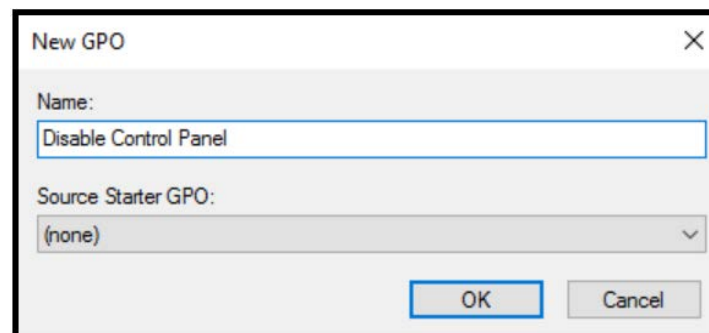 New GPO
Name:
Disable Control Panel
Source Starter GPO:
(none)
OK Cancel